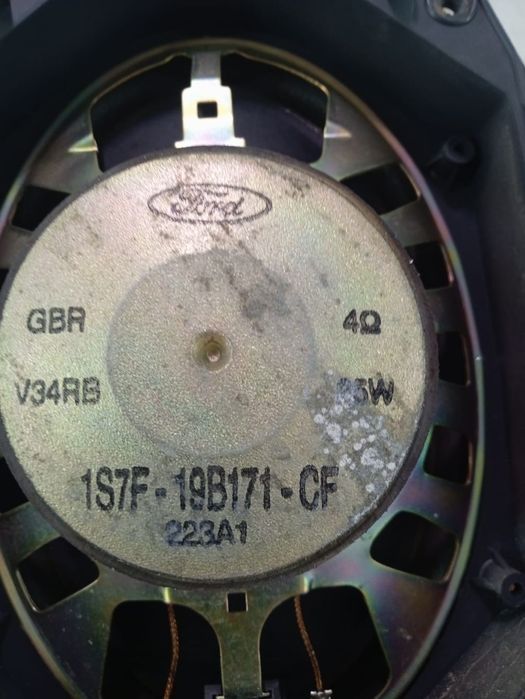 Ford
GBR 4Ω
V34RB
1S7F-19B171-CF
223A1